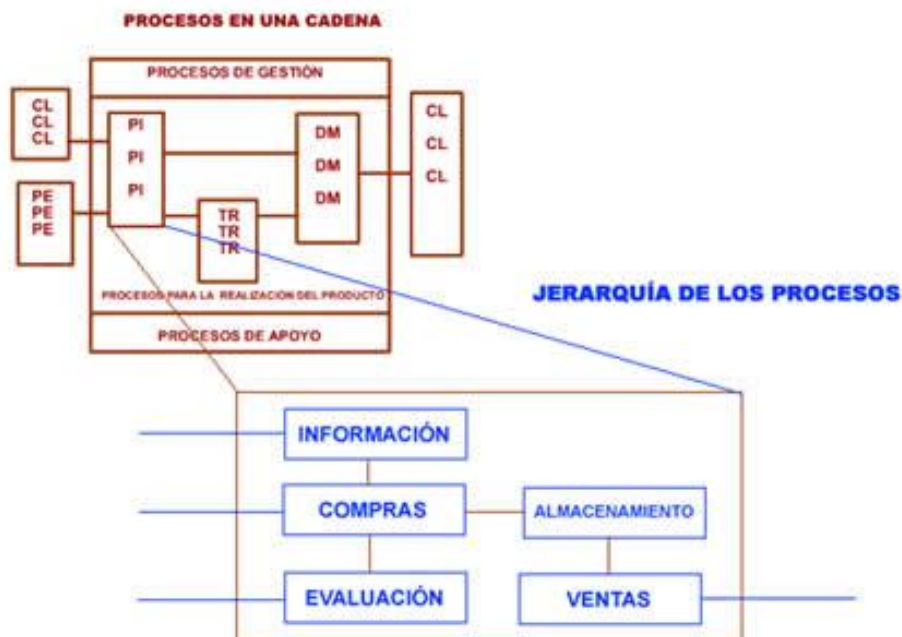 PROCESOS EN UNA CADENA
PROCESOS DE GESTIÓN
CL
CL
CL
PE
PE
PE
PI
PI
PI
TR
TR
TR
DM
DM
DM
CL
CL
CL
PROCESOS PARA LA REALIZACIÓN DEL PRODUCTO
PROCESOS DE APOYO
JERARQUÍA DE LOS PROCESOS
INFORMACIÓN
COMPRAS
ALMACENAMIENTO
EVALUACIÓN
VENTAS